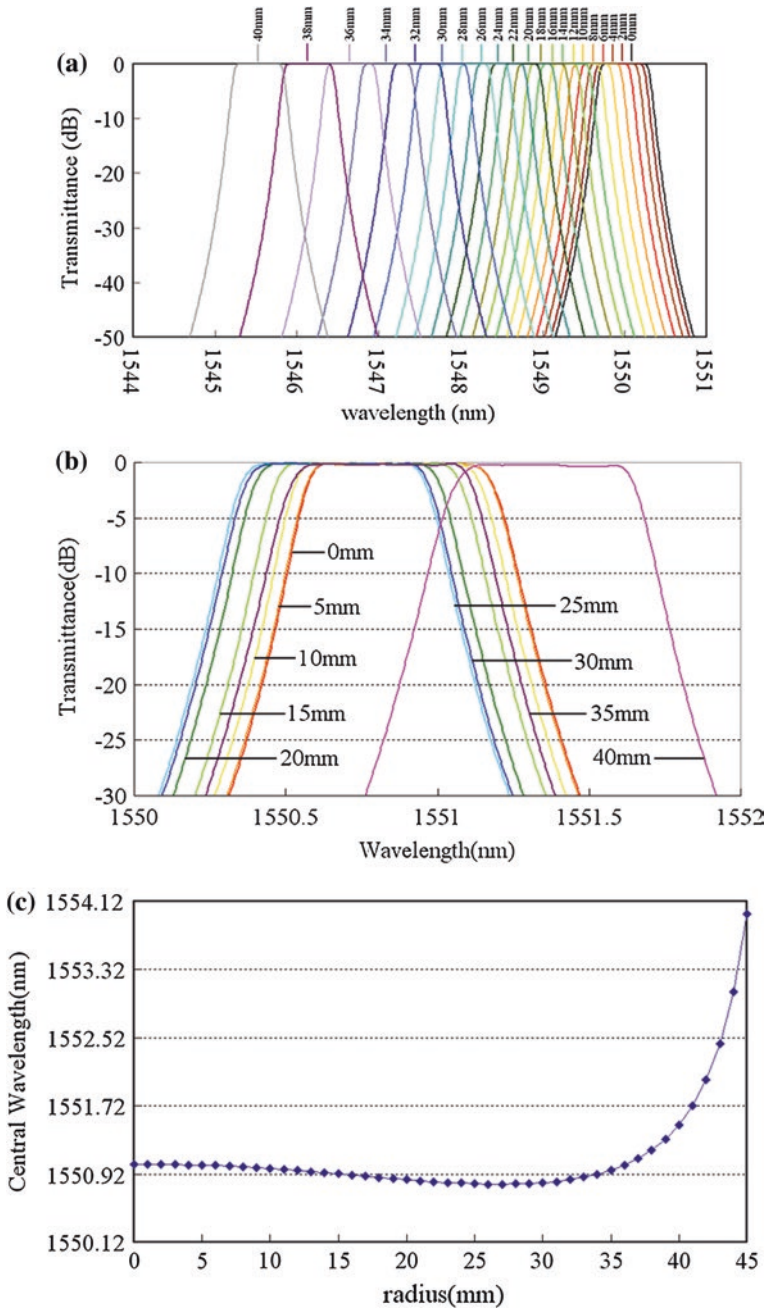 40mm 38mm 36mm 34mm 32mm 30mm 28mm 26mm 24mm 22mm 20mm 18mm 16mm 14mm 12mm 10mm 8mm 6mm 4mm 2mm 0mm
(a)
0
-10
-20
-30
-40
-50
Transmittance (dB)
1544 1545 1546 1547 1548 1549 1550 1551
wavelength (nm)
(b)
0
-5
-10
-15
-20
-25
-30
Transmittance(dB)
0mm
5mm
10mm
15mm
20mm
25mm
30mm
35mm
40mm
1550 1550.5 1551 1551.5 1552
Wavelength(nm)
(c)
1554.12
1553.32
1552.52
1551.72
1550.92
1550.12
Central Wavelength(nm)
0 5 10 15 20 25 30 35 40 45
radius(mm)